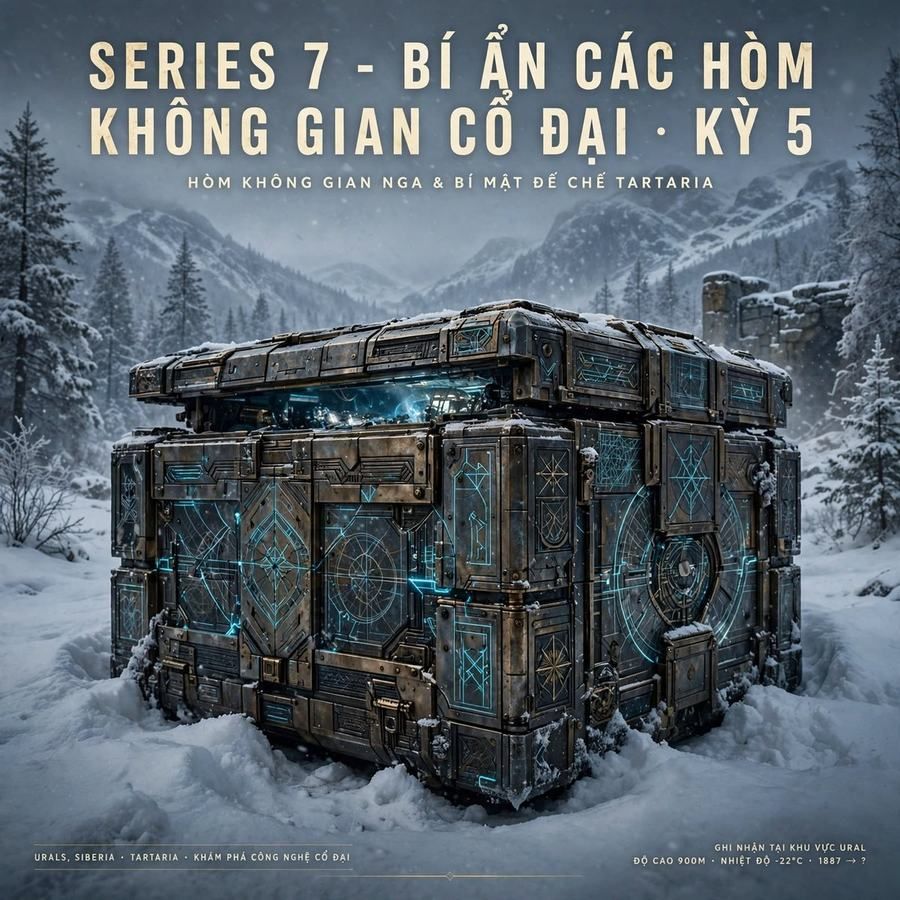 SERIES 7 - BÍ ẨN CÁC HÒM
KHÔNG GIAN CỔ ĐẠI · KỲ 5
HÒM KHÔNG GIAN NGA & BÍ MẬT ĐẾ CHẾ TARTARIA
URALS, SIBERIA · TARTARIA · KHÁM PHÁ CÔNG NGHỆ CỔ ĐẠI
GHI NHẬN TẠI KHU VỰC URAL
ĐỘ CAO 900M · NHIỆT ĐỘ -22°C · 1887 → ?